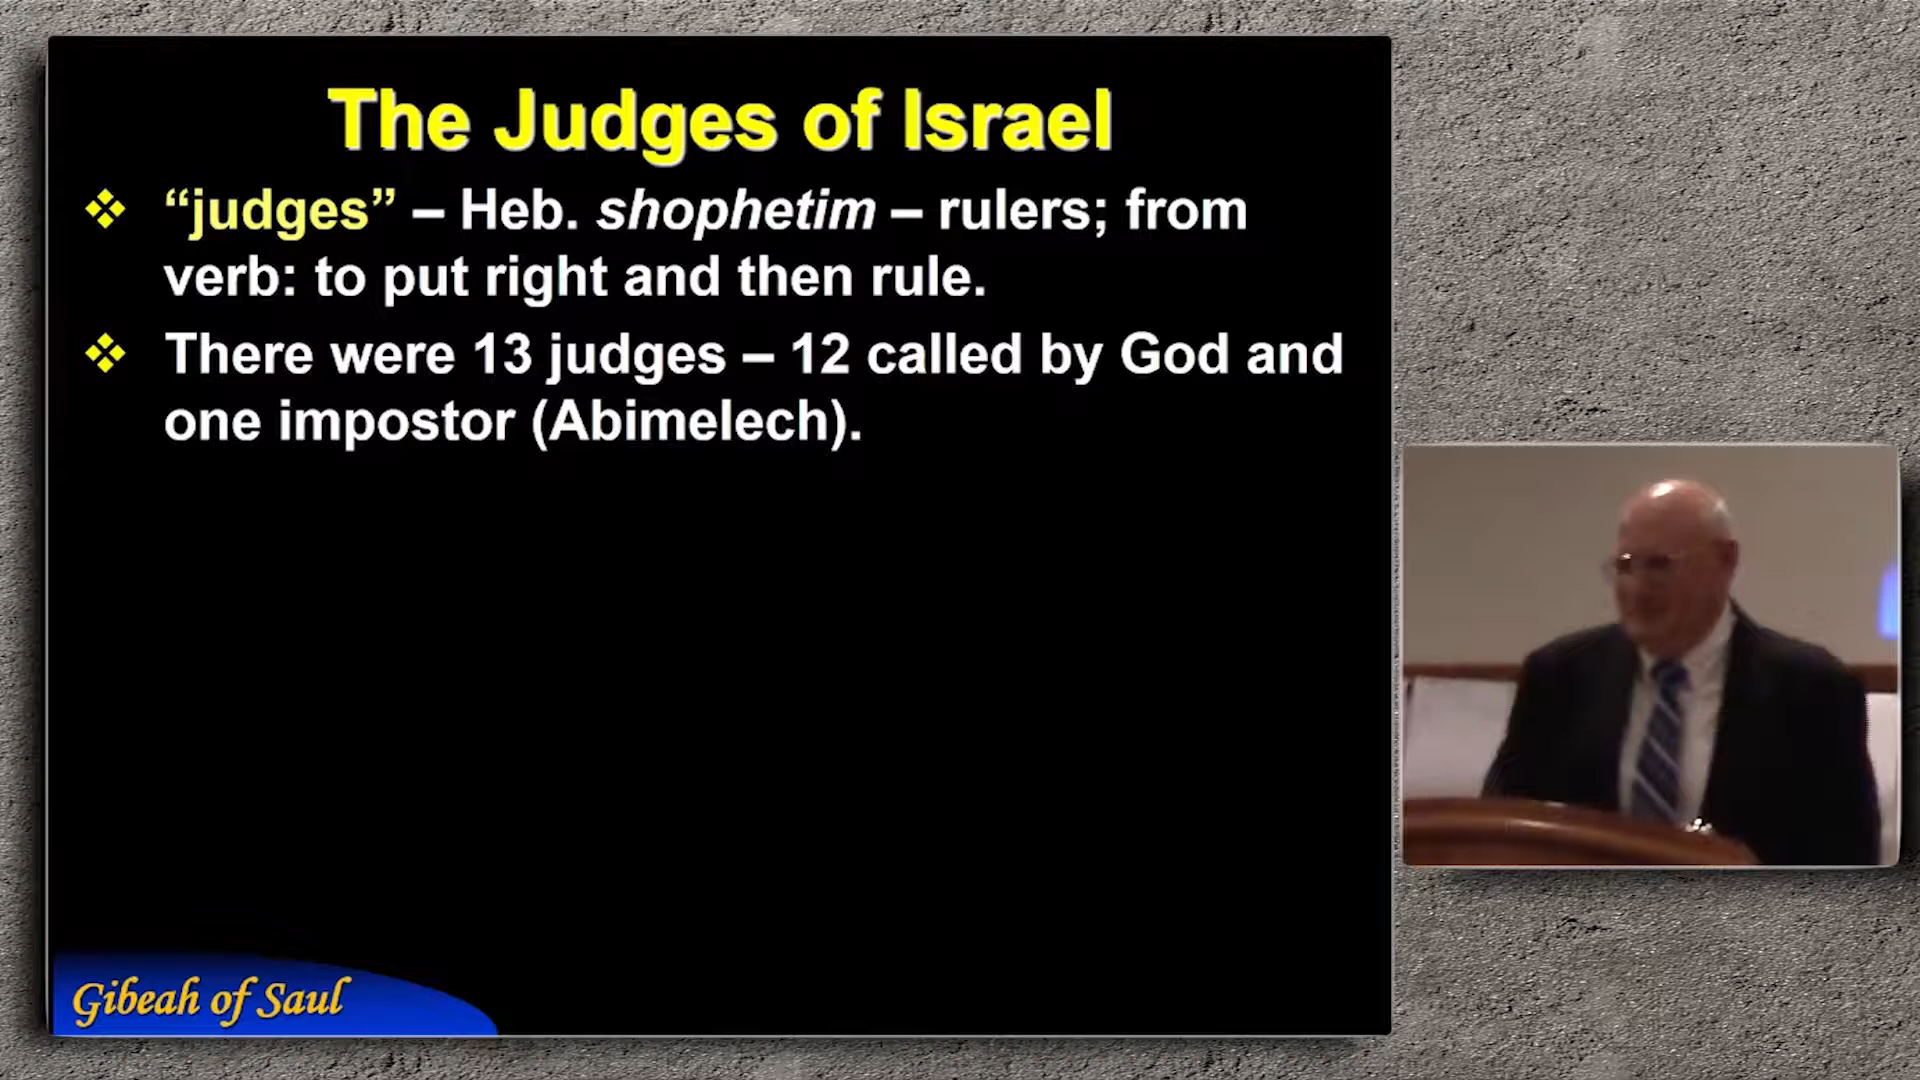 The Judges of Israel
❖ “judges” – Heb. shophetim – rulers; from
verb: to put right and then rule.
❖ There were 13 judges – 12 called by God and
one impostor (Abimelech).
Gibeah of Saul